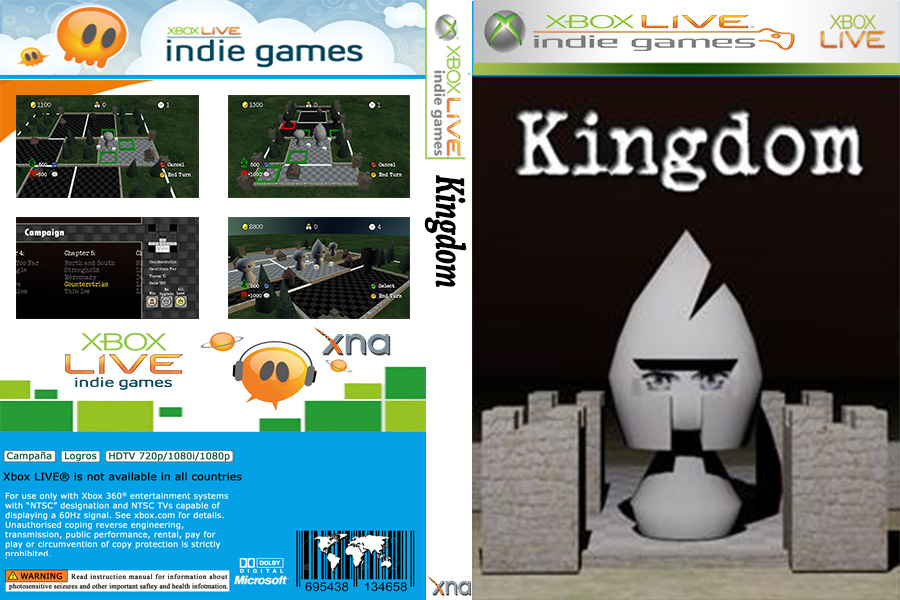 XBOX LIVE
indie games
1100
0
1
500
-500
Cancel
End Turn
1300
0
1
500
-1000
Cancel
End Turn
Campaign
Chapter 5:
North and South
Stronghold
Mercenary
Counterstrike
Thin Ice
Counterstrike
2800
0
4
500
-1000
Select
End Turn
XBOX
LIVE
indie games
xna
Campaña
Logros
HDTV 720p/1080i/1080p
Xbox LIVE® is not available in all countries
For use only with Xbox 360® entertainment systems
with “NTSC” designation and NTSC TVs capable of
displaying a 60Hz signal. See xbox.com for details.
Unauthorised coping reverse engineering,
transmission, public performance, rental, pay for
play or circumvention of copy protection is strictly
prohibited.
WARNING Read instruction manual for information about
photosensitive seizures and other important saftey and health infotmation.
DOLBY
DIGITAL
Microsoft
695438 134658
XBOX LIVE
indie games
Kingdom
xna
XBOX LIVE
indie games
XBOX
LIVE
Kingdom